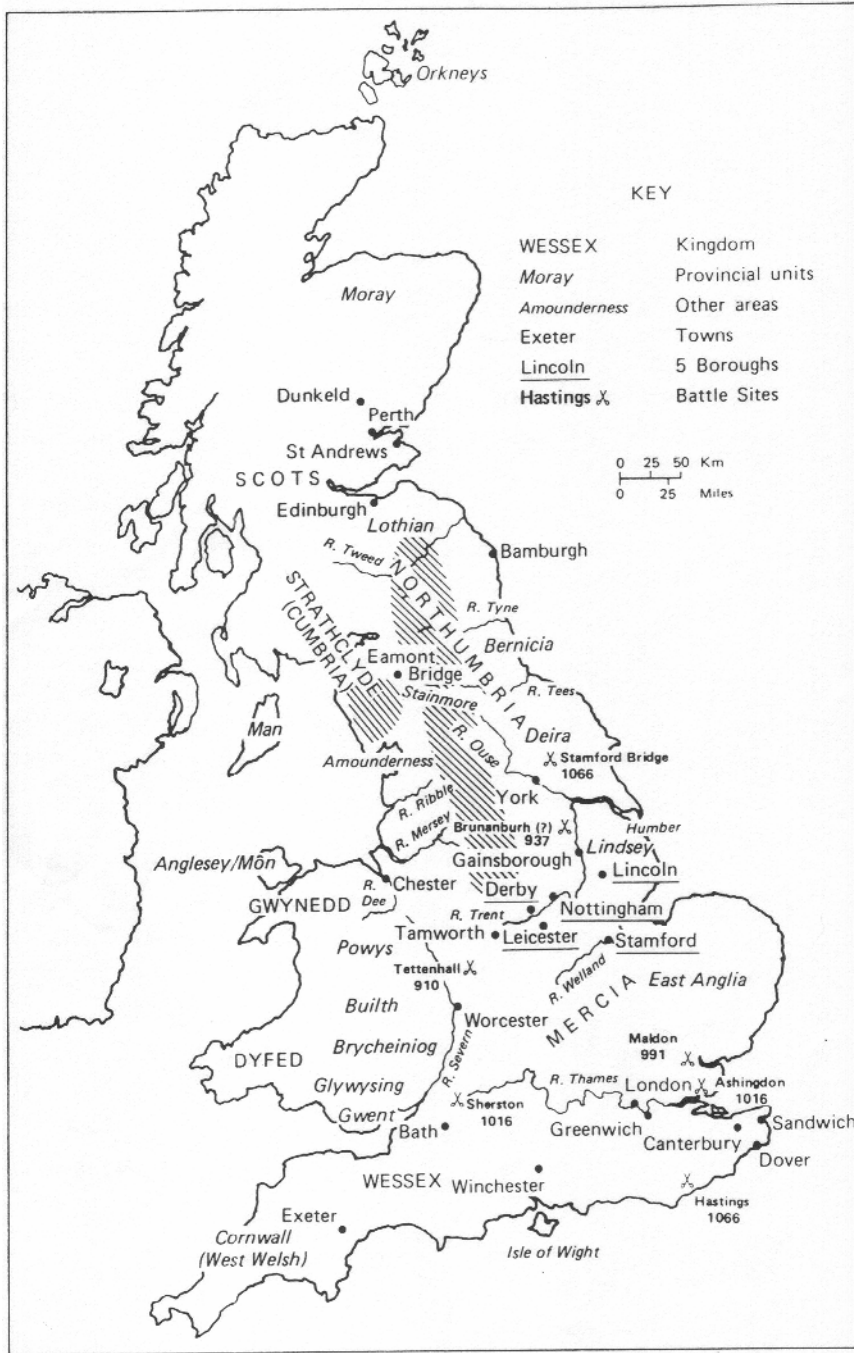 Orkneys
KEY
WESSEX Kingdom
Moray Provincial units
Amounderness Other areas
Exeter Towns
Lincoln 5 Boroughs
Hastings Battle Sites
0 25 50 Km
0 25 Miles
Moray
Dunkeld
Perth
St Andrews
SCOTS
Edinburgh
Lothian
R. Tweed
Bamburgh
NORTHUMBRIA
STRATHCLYDE
(CUMBRIA)
R. Tyne
Bernicia
Eamont
Bridge
Stainmore
R. Tees
Man
R. Ouse
Deira
Stamford Bridge
1066
Amounderness
York
R. Ribble
R. Mersey
Brunanburh (?)
937
Humber
Gainsborough
Lindsey
Lincoln
Anglesey/Môn
Chester
R.
Dee
GWYNEDD
Derby
Nottingham
R. Trent
Tamworth
Leicester
Stamford
Powys
Tettenhall
910
R. Welland
MERCIA
East Anglia
Builth
Worcester
Brycheiniog
DYFED
R. Severn
Maldon
991
Glywysing
R. Thames
London
Ashingdon
1016
Gwent
Sherston
1016
Bath
Greenwich
Canterbury
Sandwich
Dover
WESSEX
Winchester
Hastings
1066
Exeter
Cornwall
(West Welsh)
Isle of Wight